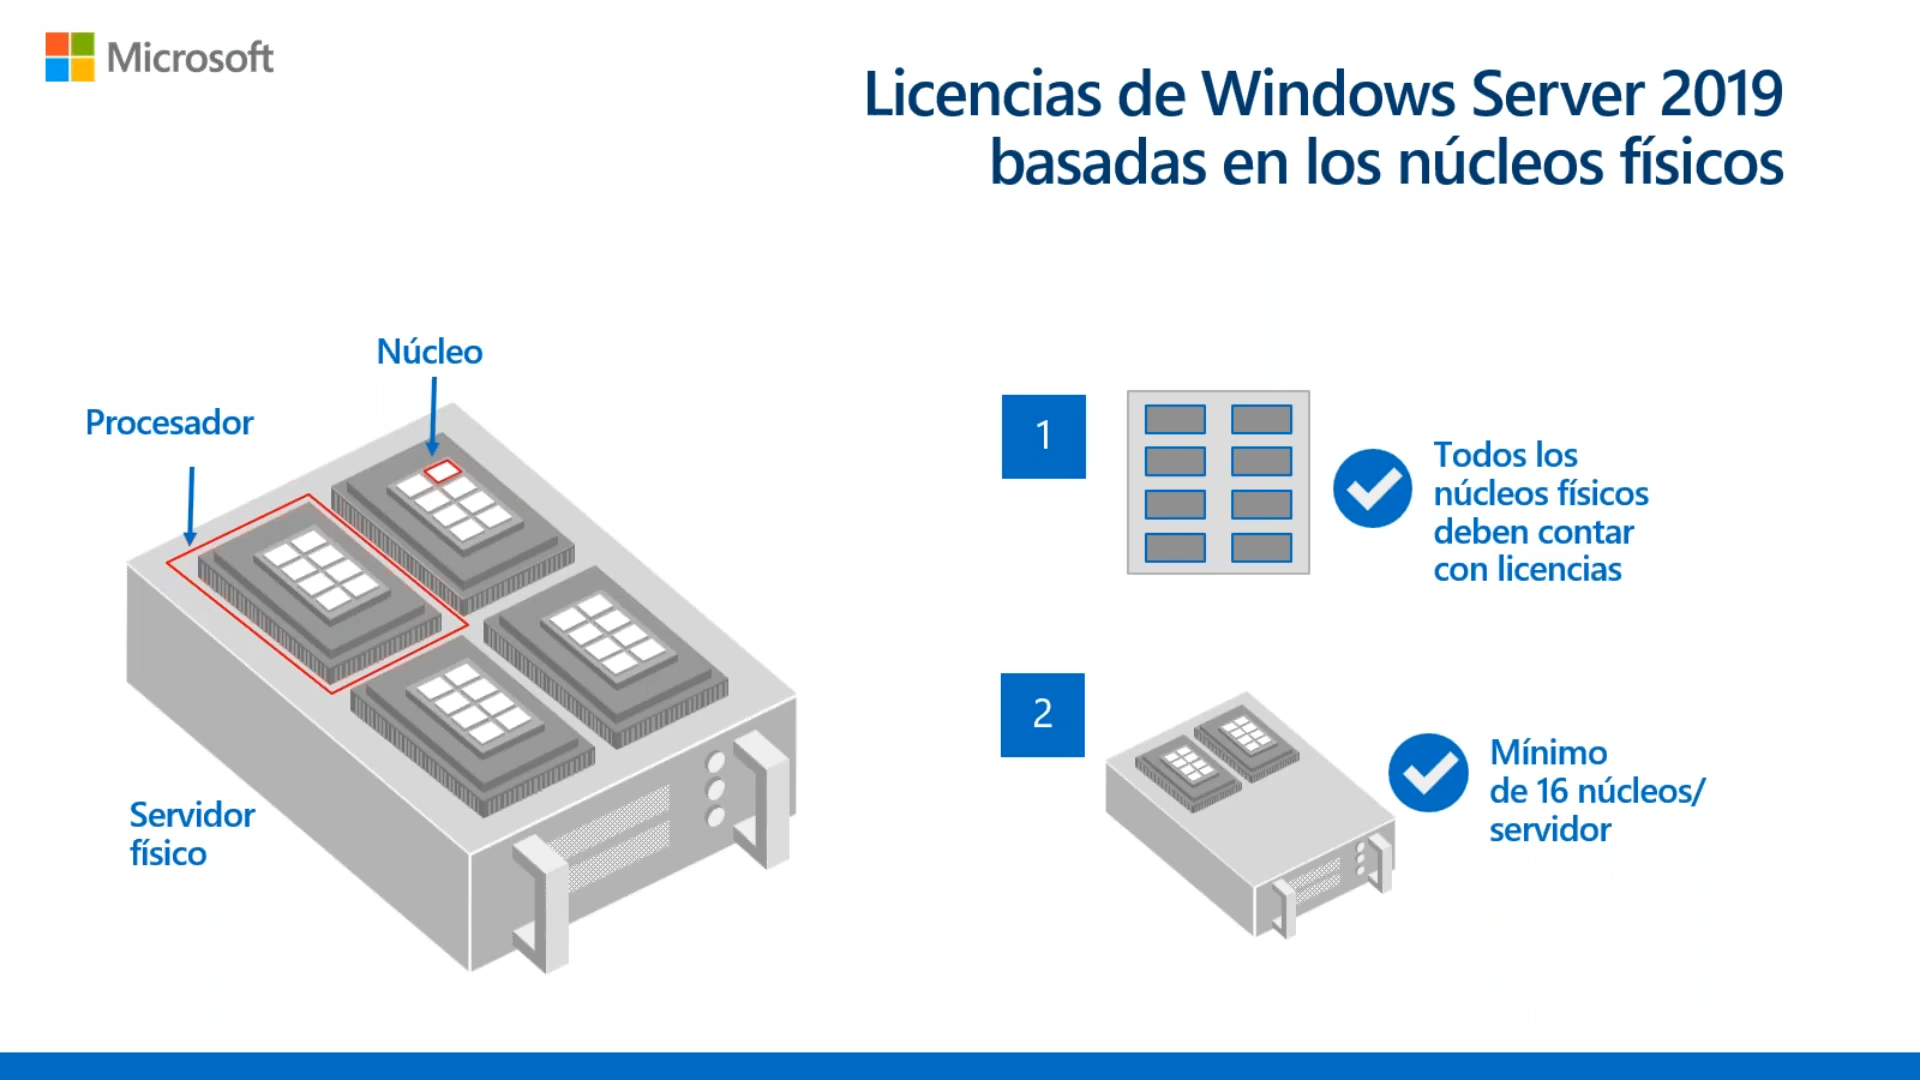 Microsoft
Licencias de Windows Server 2019
basadas en los núcleos físicos
Núcleo
Procesador
Servidor
físico
1
Todos los
núcleos físicos
deben contar
con licencias
2
Mínimo
de 16 núcleos/
servidor